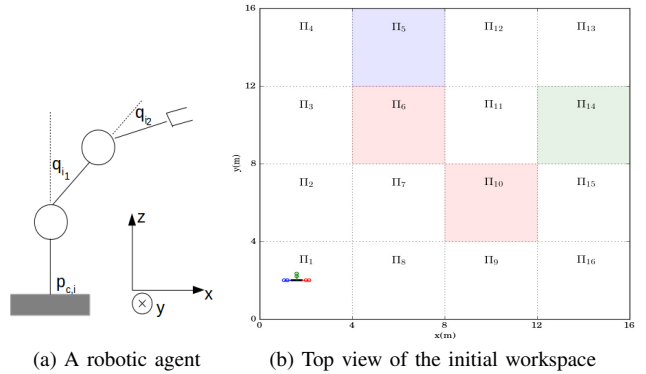 q_{i_1}
q_{i_2}
p_{c,i}
z
x
y
16
12
8
4
0
y(m)
Π_4 Π_5 Π_12 Π_13
Π_3 Π_6 Π_11 Π_14
Π_2 Π_7 Π_10 Π_15
Π_1 Π_8 Π_9 Π_16
0 4 8 12 16
x(m)
(a) A robotic agent
(b) Top view of the initial workspace